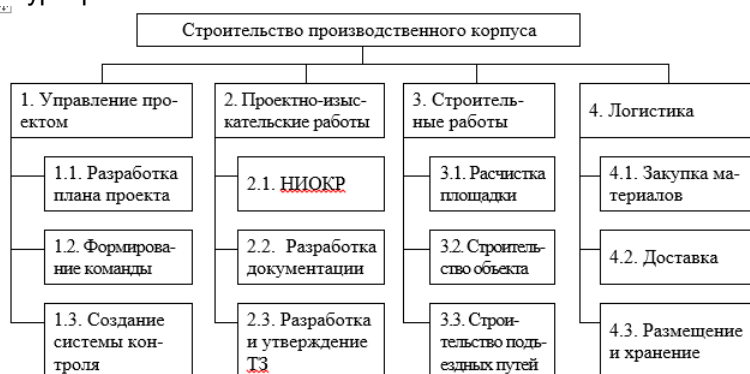 Строительство производственного корпуса
1. Управление про-
ектом
2. Проектно-изыс-
кательские работы
3. Строитель-
ные работы
4. Логистика
1.1. Разработка
плана проекта
2.1. НИОКР
3.1. Расчистка
площадки
4.1. Закупка ма-
териалов
1.2. Формирова-
ние команды
2.2. Разработка
документации
3.2. Строитель-
ство объекта
4.2. Доставка
1.3. Создание
системы кон-
троля
2.3. Разработка
и утверждение
ТЗ
3.3. Строи-
тельство подъ-
ездных путей
4.3. Размещение
и хранение